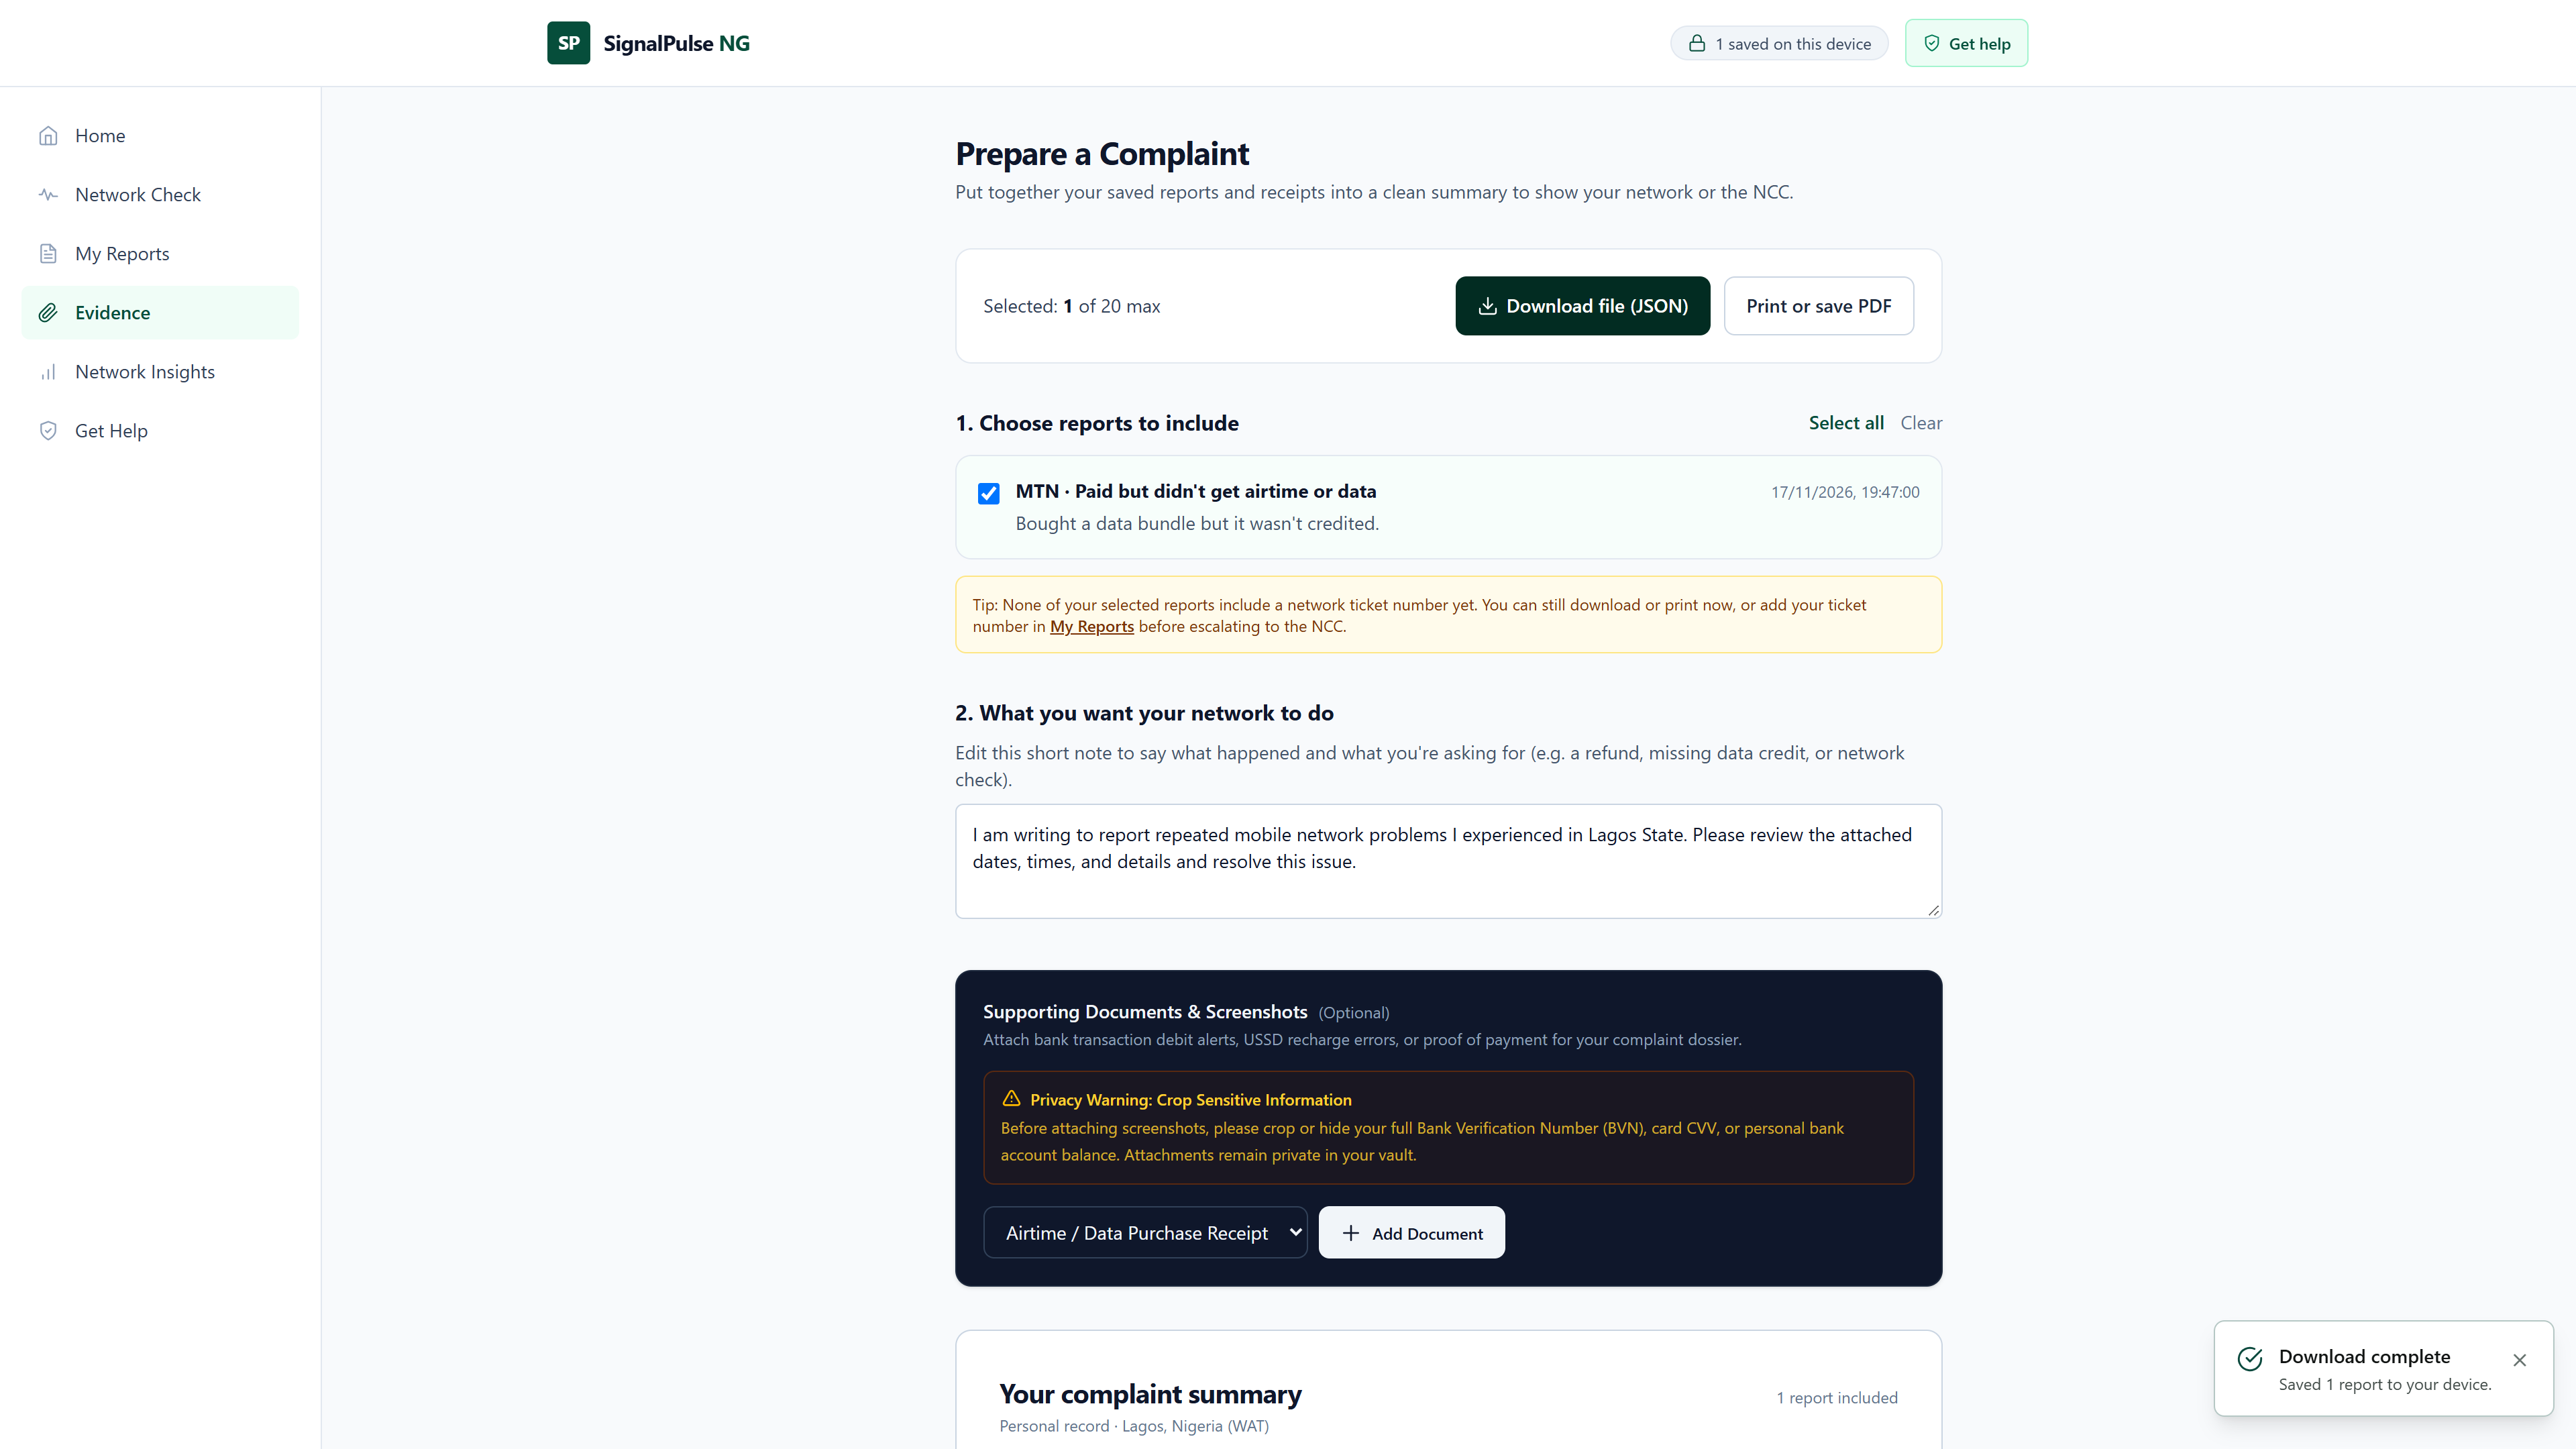 SP SignalPulse NG
1 saved on this device
Get help
Home
Network Check
My Reports
Evidence
Network Insights
Get Help
Prepare a Complaint
Put together your saved reports and receipts into a clean summary to show your network or the NCC.
Selected: 1 of 20 max
Download file (JSON)
Print or save PDF
1. Choose reports to include
Select all
Clear
MTN · Paid but didn't get airtime or data
17/11/2026, 19:47:00
Bought a data bundle but it wasn't credited.
Tip: None of your selected reports include a network ticket number yet. You can still download or print now, or add your ticket
number in My Reports before escalating to the NCC.
2. What you want your network to do
Edit this short note to say what happened and what you're asking for (e.g. a refund, missing data credit, or network
check).
I am writing to report repeated mobile network problems I experienced in Lagos State. Please review the attached
dates, times, and details and resolve this issue.
Supporting Documents & Screenshots (Optional)
Attach bank transaction debit alerts, USSD recharge errors, or proof of payment for your complaint dossier.
Privacy Warning: Crop Sensitive Information
Before attaching screenshots, please crop or hide your full Bank Verification Number (BVN), card CVV, or personal bank
account balance. Attachments remain private in your vault.
Airtime / Data Purchase Receipt
Add Document
Your complaint summary
1 report included
Personal record · Lagos, Nigeria (WAT)
Download complete
Saved 1 report to your device.